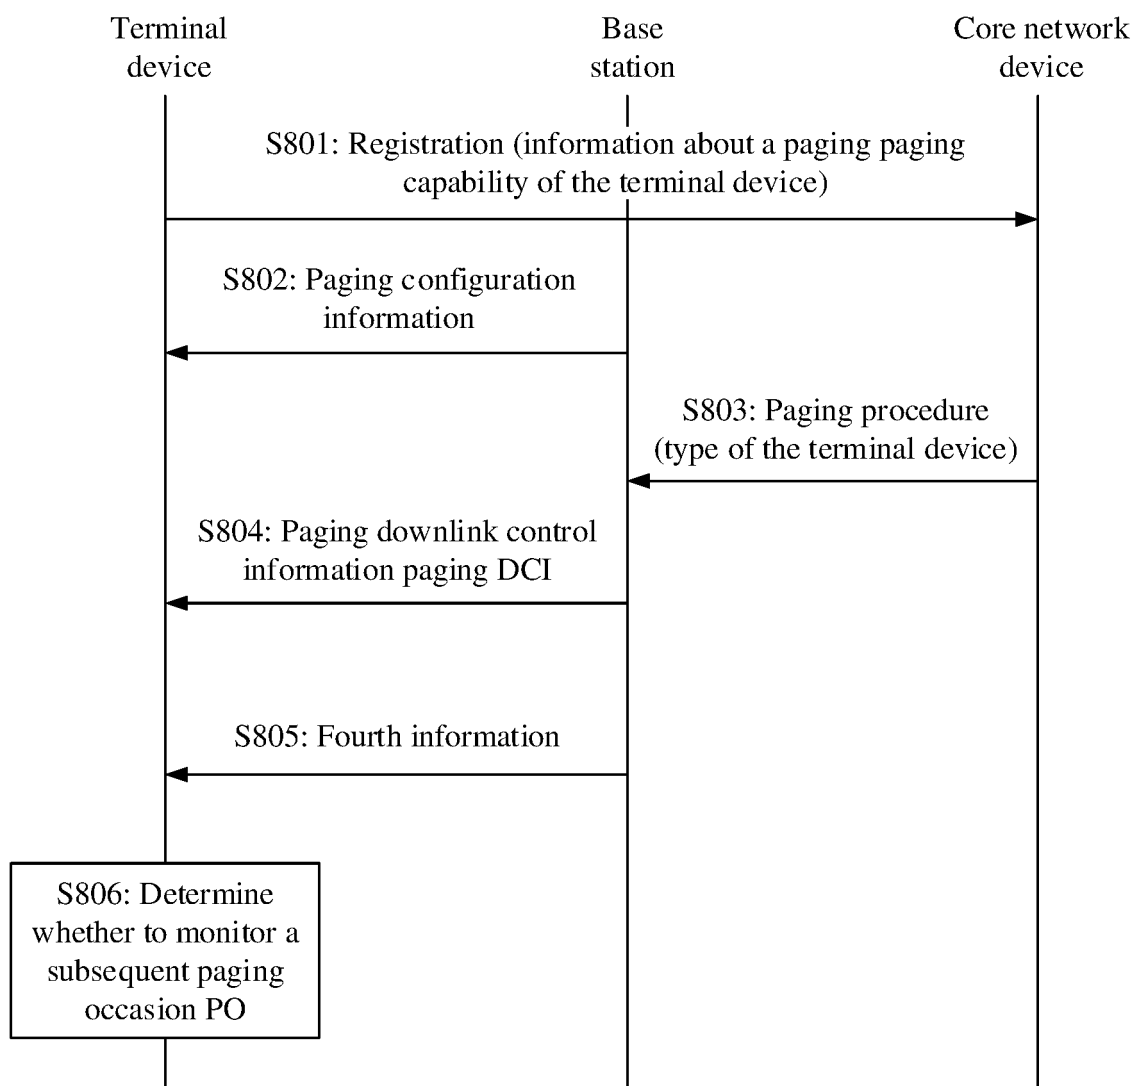 Terminal
device
Base
station
Core network
device
S801: Registration (information about a paging paging
capability of the terminal device)
S802: Paging configuration
information
S803: Paging procedure
(type of the terminal device)
S804: Paging downlink control
information paging DCI
S805: Fourth information
S806: Determine
whether to monitor a
subsequent paging
occasion PO